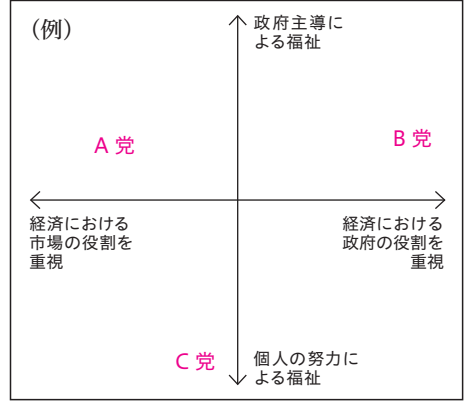 （例）
政府主導に
よる福祉
A 党
B 党
経済における
市場の役割を
重視
経済における
政府の役割を
重視
C 党
個人の努力に
よる福祉